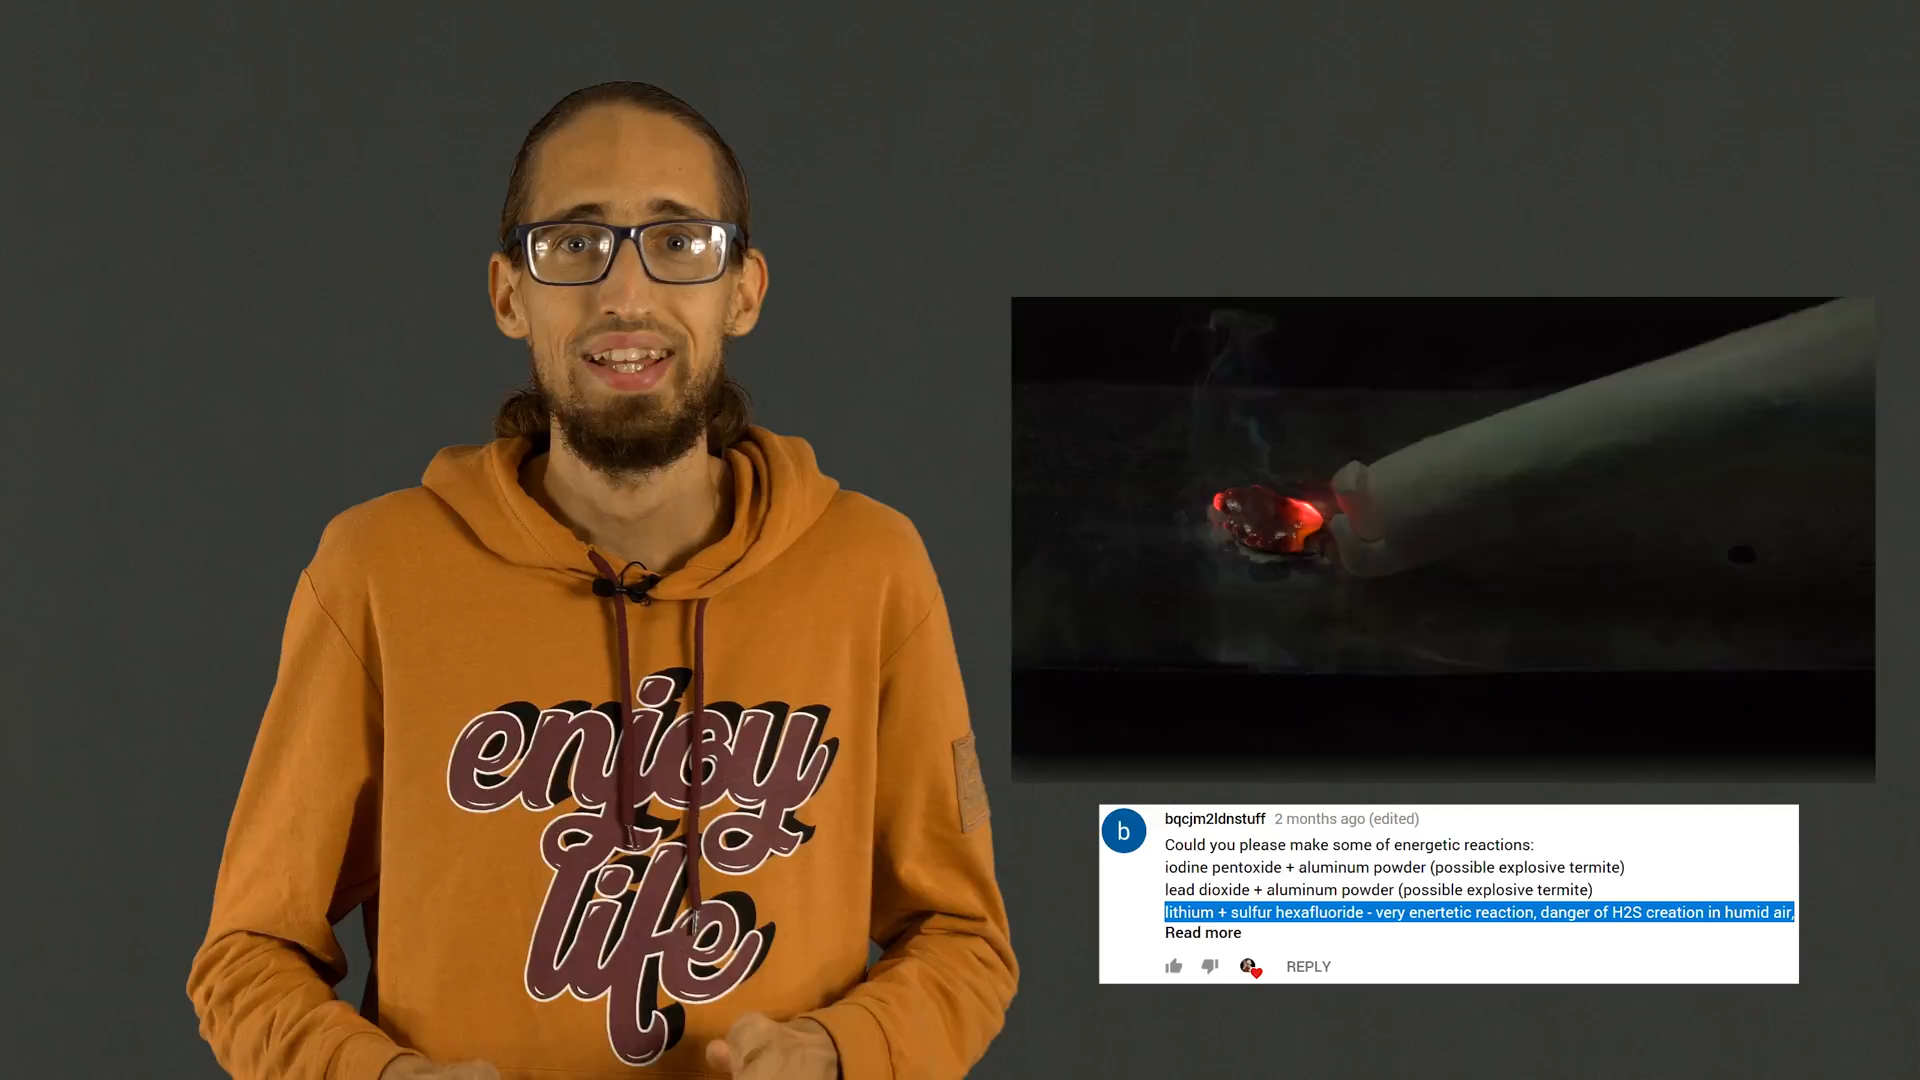 enjoy
life
b
bqcjm2ldnstuff 2 months ago (edited)
Could you please make some of energetic reactions:
iodine pentoxide + aluminum powder (possible explosive termite)
lead dioxide + aluminum powder (possible explosive termite)
lithium + sulfur hexafluoride - very enertetic reaction, danger of H2S creation in humid air,
Read more
REPLY